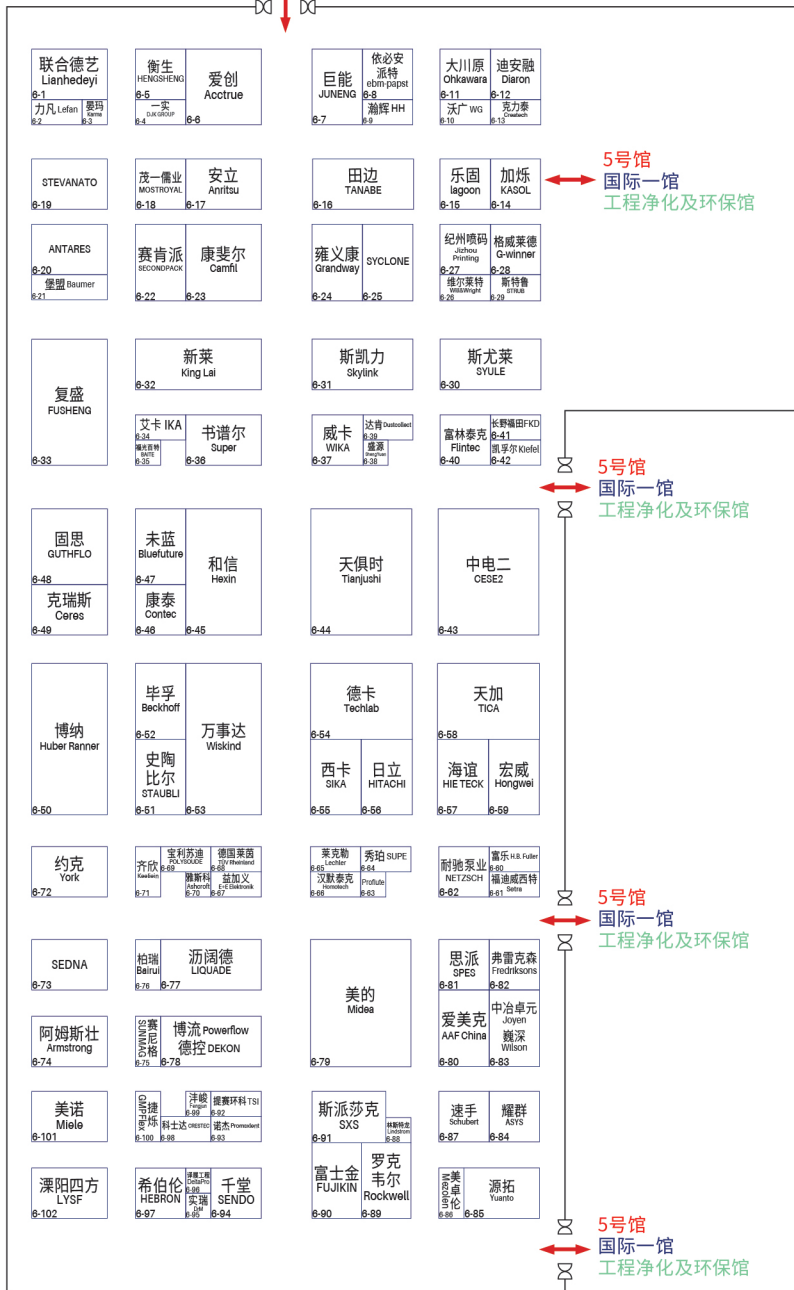 联合德艺
Lianhedeyi
6-1
力凡 Lefan
6-2
晏玛
Karma
6-3
衡生
HENGSHENG
6-5
一实
DJK GROUP
6-4
爱创
Acctrue
6-6
巨能
JUNENG
6-7
依必安
派特
ebm-papst
6-8
瀚辉 HH
6-9
大川原
Ohkawara
6-11
迪安融
Diaron
6-12
沃广 WG
6-10
克力泰
Createch
6-13
STEVANATO
6-19
茂一儒业
MOSTROYAL
6-18
安立
Anritsu
6-17
田边
TANABE
6-16
乐固
lagoon
6-15
加烁
KASOL
6-14
5号馆
国际一馆
工程净化及环保馆
ANTARES
6-20
堡盟 Baumer
6-21
赛肯派
SECONDPACK
6-22
康斐尔
Camfil
6-23
雍义康
Grandway
6-24
SYCLONE
6-25
纪州喷码
Jizhou
Printing
6-27
格威莱德
G-winner
6-28
维尔莱特
Will&Wright
6-26
斯特鲁
STRUB
6-29
复盛
FUSHENG
6-33
新莱
King Lai
6-32
斯凯力
Skylink
6-31
斯尤莱
SYULE
6-30
艾卡 IKA
6-34
福光百特
BAITE
6-35
书谱尔
Super
6-36
威卡
WIKA
6-37
达肯 Dustcollect
6-39
盛源
ShengYuan
6-38
富林泰克
Flintec
6-40
长野福田FKD
6-41
凯孚尔 Kiefel
6-42
5号馆
国际一馆
工程净化及环保馆
固思
GUTHFLO
6-48
克瑞斯
Ceres
6-49
未蓝
Bluefuture
6-47
康泰
Contec
6-46
和信
Hexin
6-45
天俱时
Tianjushi
6-44
中电二
CESE2
6-43
博纳
Huber Ranner
6-50
毕孚
Beckhoff
6-52
史陶
比尔
STAUBLI
6-51
万事达
Wiskind
6-53
德卡
Techlab
6-54
西卡
SIKA
6-55
日立
HITACHI
6-56
天加
TICA
6-58
海谊
HIE TECK
6-57
宏威
Hongwei
6-59
约克
York
6-72
齐欣
6-71
宝利苏迪
POLYSOUDE
6-69
德国莱茵
TÜV Rheinland
6-68
雅斯科
Ashcroft
6-70
益加义
E+E Elektronik
6-67
莱克勒
Lechler
6-65
秀珀 SUPE
6-64
汉默泰克
Homotech
6-66
Proflute
6-63
耐驰泵业
NETZSCH
6-62
富乐 H.B. Fuller
6-60
福迪威西特
Setra
6-61
5号馆
国际一馆
工程净化及环保馆
SEDNA
6-73
柏瑞
Bairui
6-76
沥阔德
LIQUADE
6-77
美的
Midea
6-79
思派
SPES
6-81
弗雷克森
Fredriksons
6-82
阿姆斯壮
Armstrong
6-74
赛尼格
SUNMAG
6-75
博流 Powerflow
德控 DEKON
6-78
爱美克
AAF China
6-80
中冶卓元
Joyen
巍深
Wilson
6-83
美诺
Miele
6-101
捷烁
GMPFlex
6-100
沣峻
Fengjun
6-99
提赛环科 TSI
6-92
科士达 CRESTEC
6-98
诺杰 Promoxient
6-93
斯派莎克
SXS
6-91
林斯特龙
Lindstrom
6-88
速手
Schubert
6-87
耀群
ASYS
6-84
溧阳四方
LYSF
6-102
希伯伦
HEBRON
6-97
DeltaPro
6-96
实瑞
DrM
6-95
千堂
SENDO
6-94
富士金
FUJIKIN
6-90
罗克
韦尔
Rockwell
6-89
美卓伦
Mezolen
6-86
源拓
Yuanto
6-85
5号馆
国际一馆
工程净化及环保馆